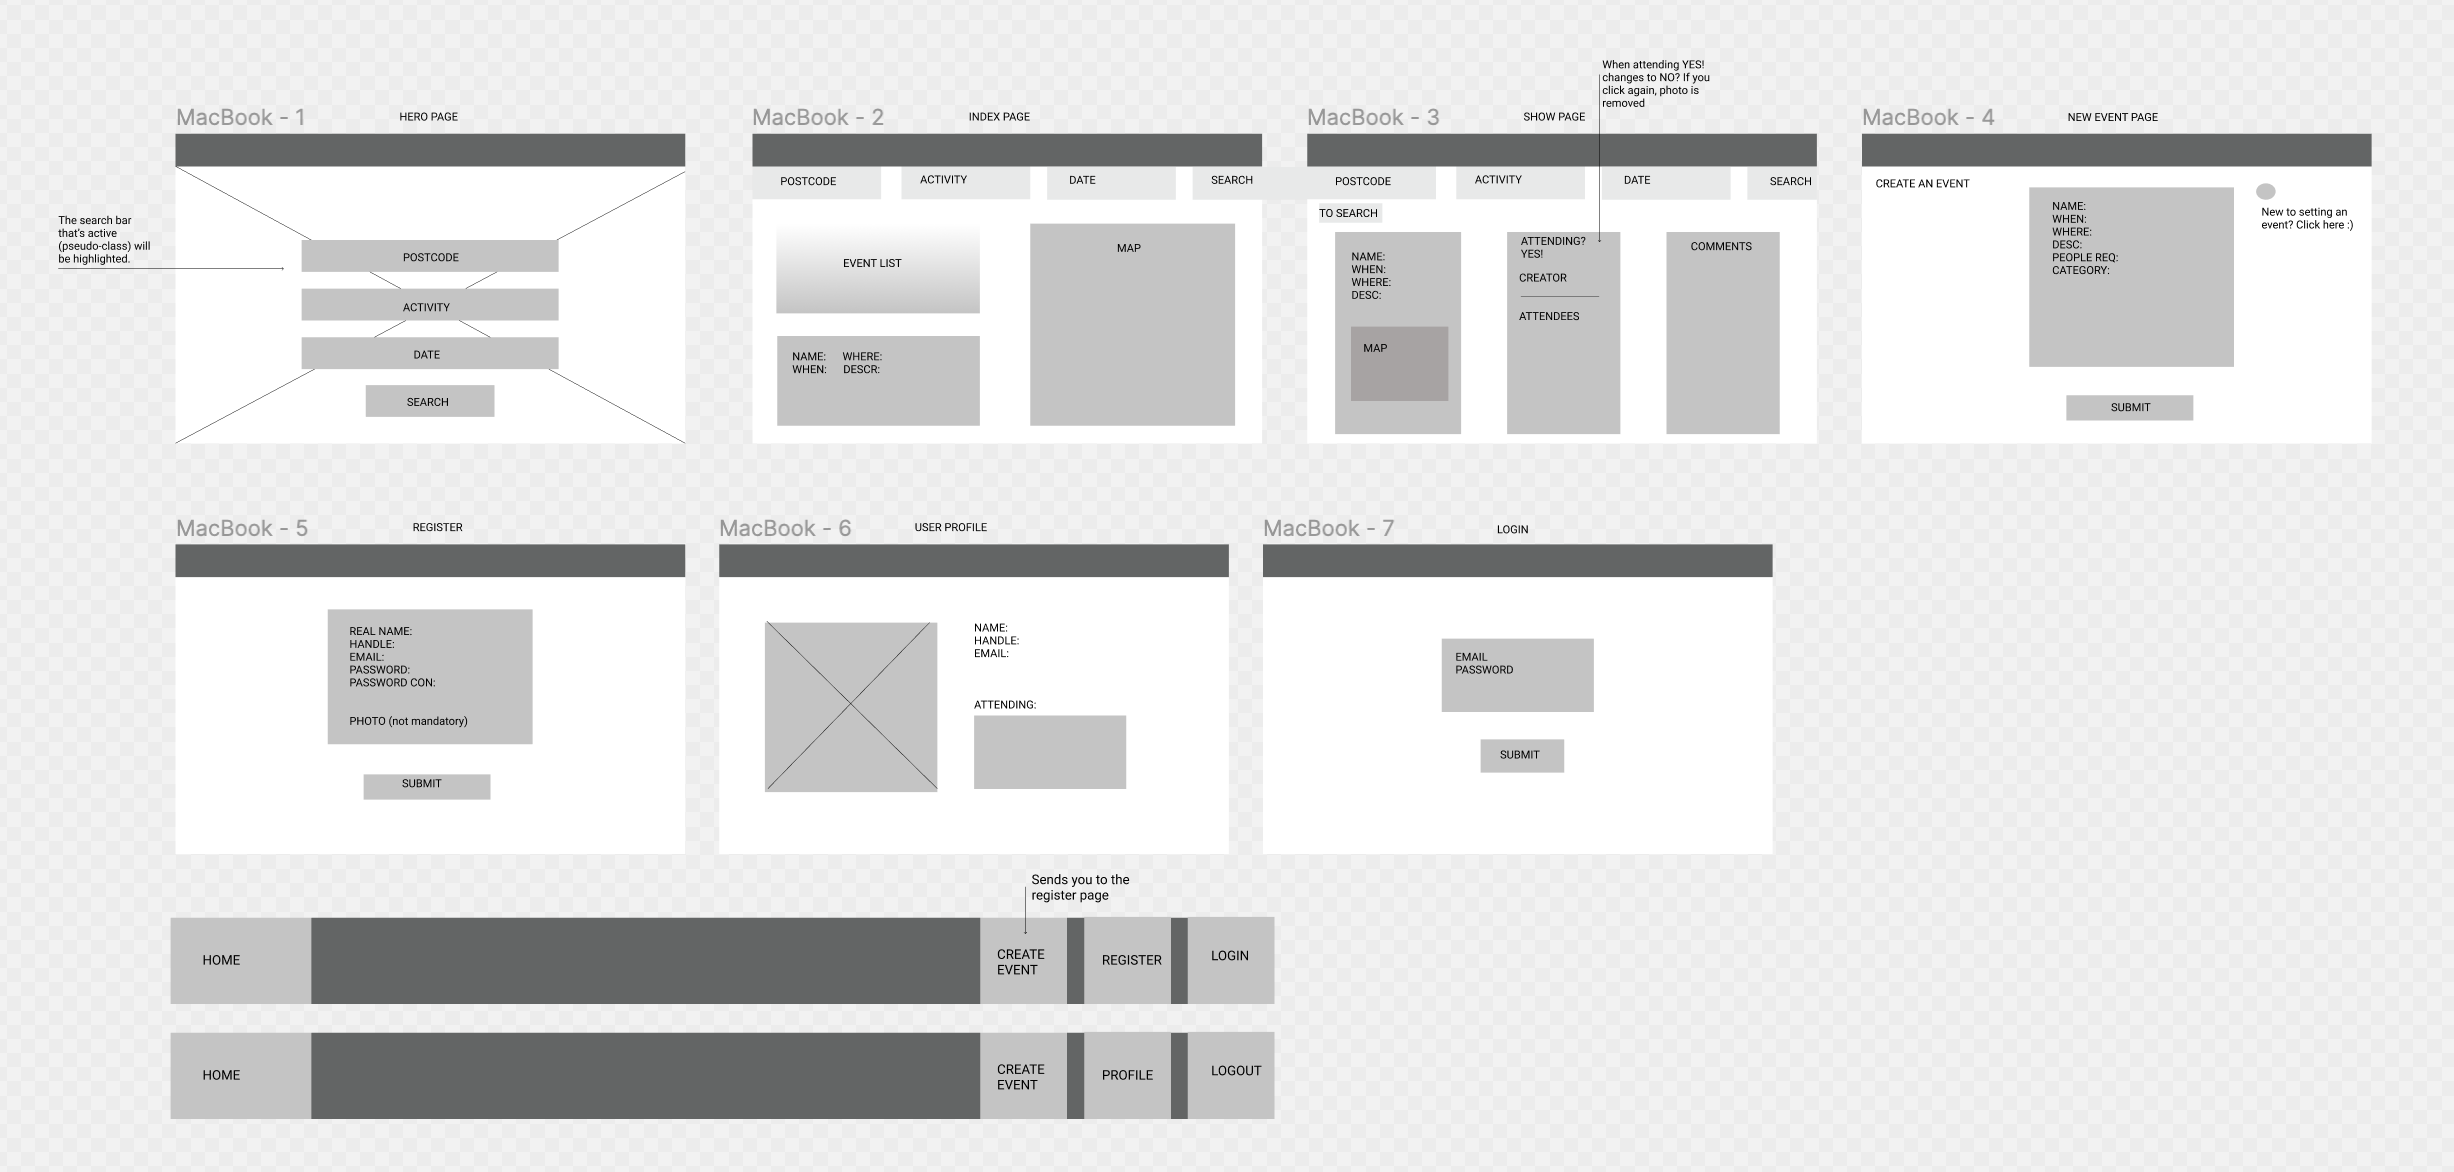 When attending YES!
changes to NO? If you
click again, photo is
removed
MacBook - 1
HERO PAGE
MacBook - 2
INDEX PAGE
MacBook - 3
SHOW PAGE
MacBook - 4
NEW EVENT PAGE
The search bar
that's active
(pseudo-class) will
be highlighted.
POSTCODE
ACTIVITY
DATE
SEARCH
POSTCODE
ACTIVITY
DATE
SEARCH
EVENT LIST
MAP
NAME: WHERE:
WHEN: DESCR:
POSTCODE
ACTIVITY
DATE
SEARCH
TO SEARCH
NAME:
WHEN:
WHERE:
DESC:
MAP
ATTENDING?
YES!
CREATOR
ATTENDEES
COMMENTS
CREATE AN EVENT
NAME:
WHEN:
WHERE:
DESC:
PEOPLE REQ:
CATEGORY:
New to setting an
event? Click here :)
SUBMIT
MacBook - 5
REGISTER
MacBook - 6
USER PROFILE
MacBook - 7
LOGIN
REAL NAME:
HANDLE:
EMAIL:
PASSWORD:
PASSWORD CON:
PHOTO (not mandatory)
SUBMIT
NAME:
HANDLE:
EMAIL:
ATTENDING:
EMAIL
PASSWORD
SUBMIT
Sends you to the
register page
HOME
CREATE
EVENT
REGISTER
LOGIN
HOME
CREATE
EVENT
PROFILE
LOGOUT